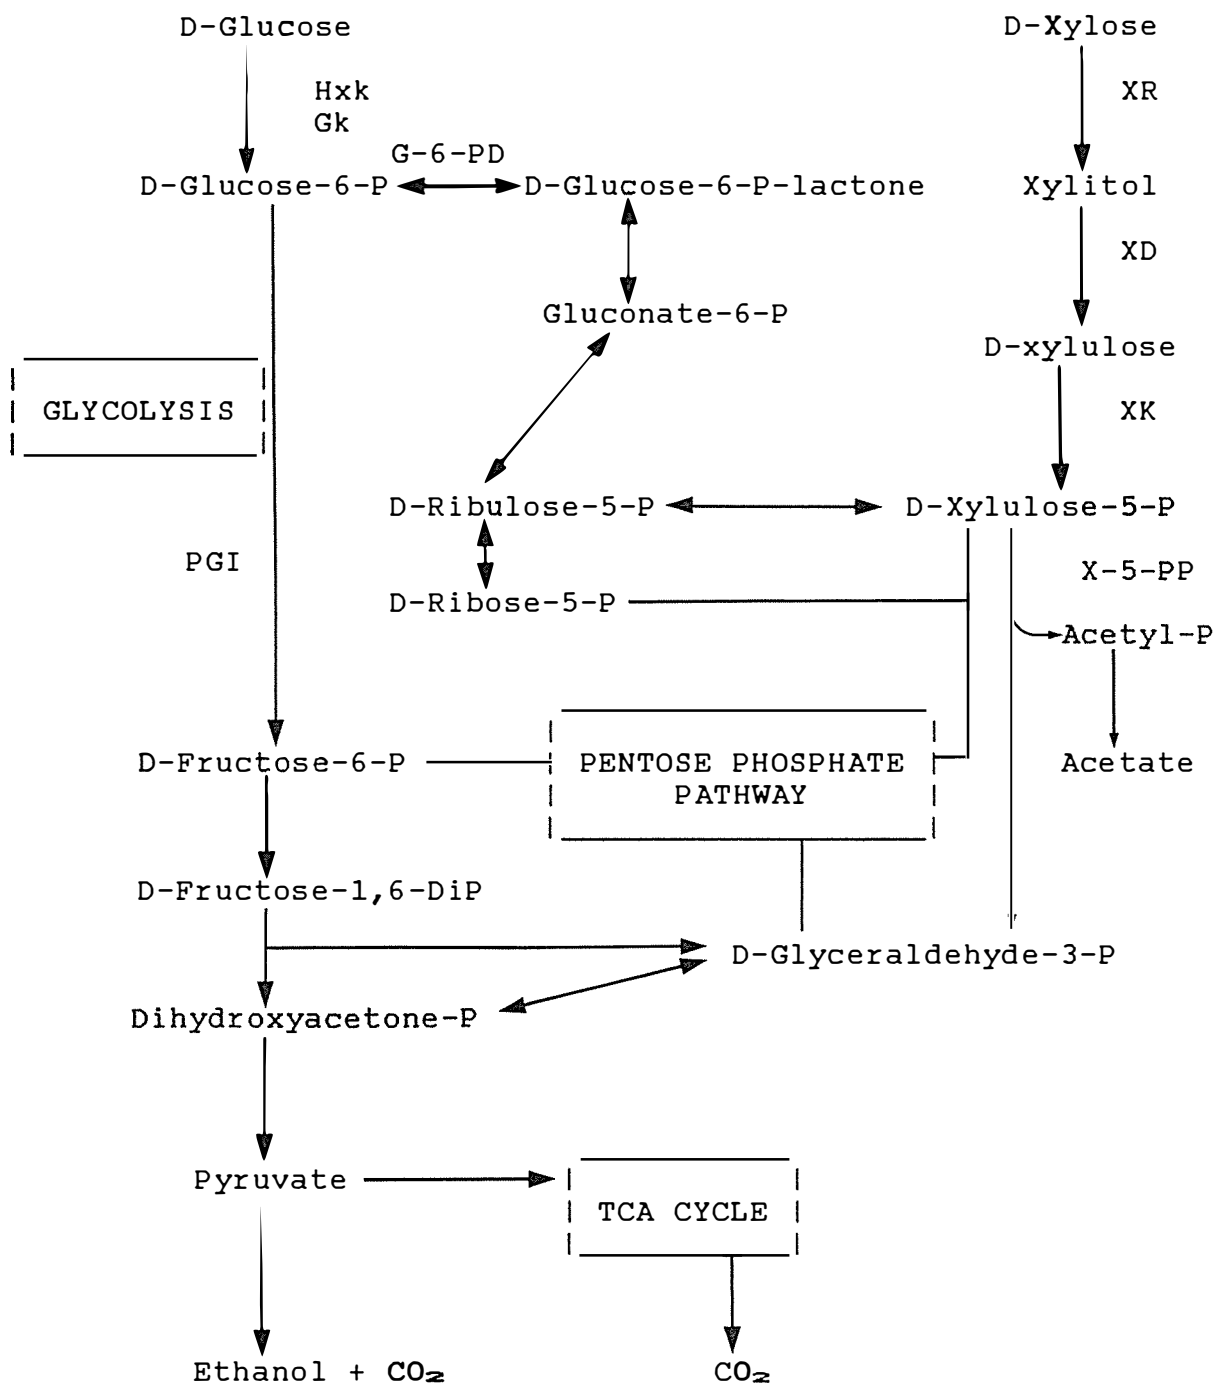 D-Glucose
D-Xylose
Hxk
Gk
XR
G-6-PD
D-Glucose-6-P
D-Glucose-6-P-lactone
Xylitol
XD
Gluconate-6-P
D-xylulose
GLYCOLYSIS
XK
D-Ribulose-5-P
D-Xylulose-5-P
PGI
X-5-PP
D-Ribose-5-P
Acetyl-P
D-Fructose-6-P
PENTOSE PHOSPHATE
PATHWAY
Acetate
D-Fructose-1,6-DiP
D-Glyceraldehyde-3-P
Dihydroxyacetone-P
Pyruvate
TCA CYCLE
Ethanol + CO₂
CO₂